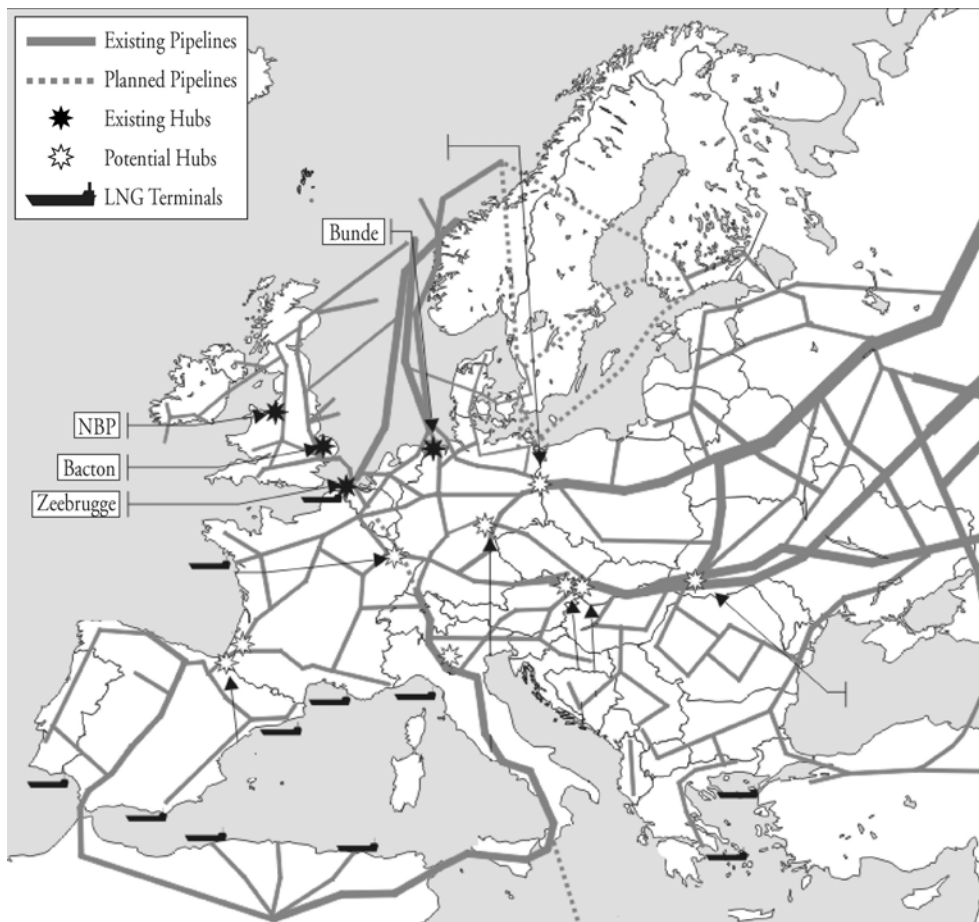 Existing Pipelines
Planned Pipelines
Existing Hubs
Potential Hubs
LNG Terminals
Bunde
NBP
Bacton
Zeebrugge